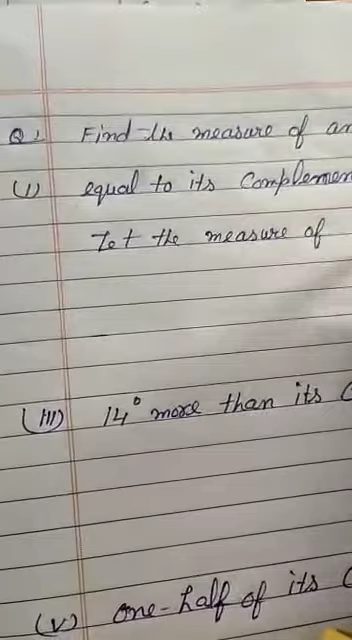 Q1. Find the measure of an
(i) equal to its Complemen
Let the measure of
(III) 14° more than its C
(V) one-half of its C